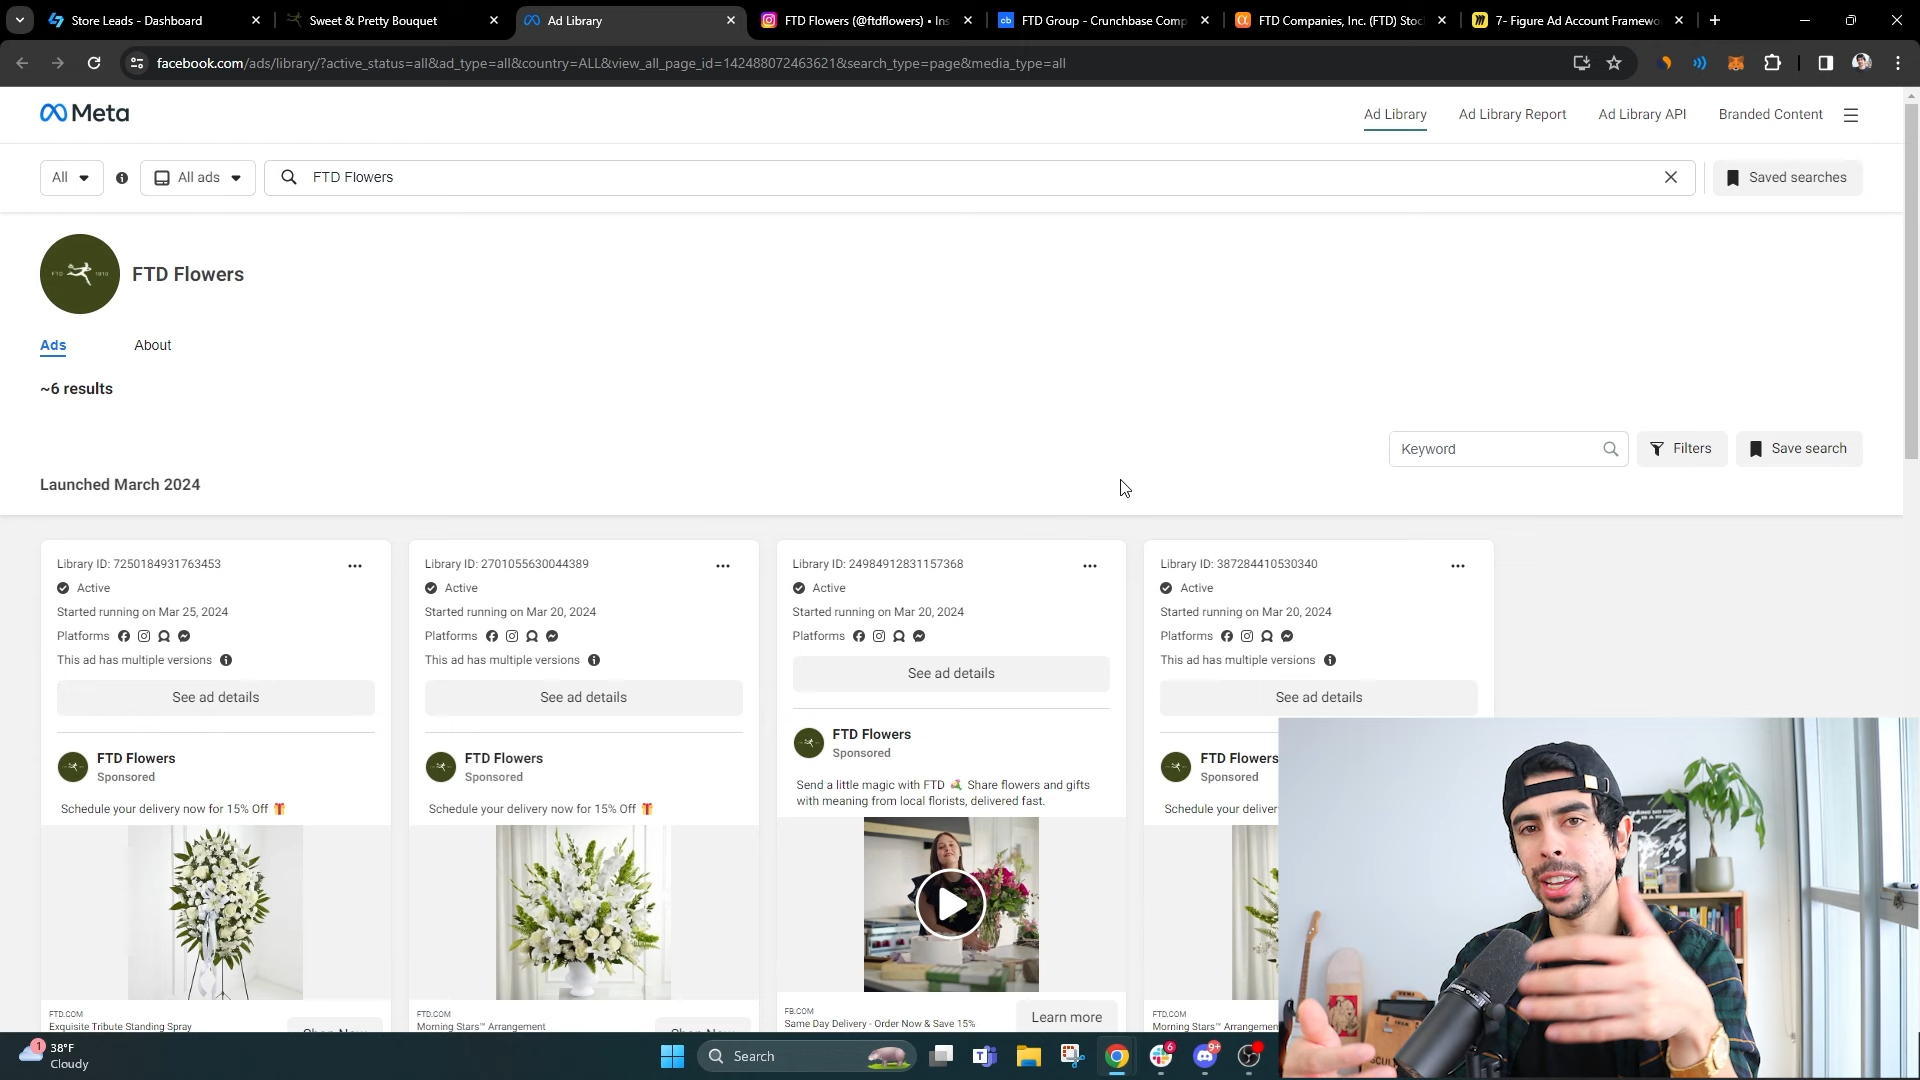 Store Leads - Dashboard
Sweet & Pretty Bouquet
Ad Library
FTD Flowers (@ftdflowers) • Ins
FTD Group - Crunchbase Comp
FTD Companies, Inc. (FTD) Stoc
7- Figure Ad Account Framewo
facebook.com/ads/library/?active_status=all&ad_type=all&country=ALL&view_all_page_id=1424880724636218&search_type=page&media_type=all
Meta
Ad Library
Ad Library Report
Ad Library API
Branded Content
All
All ads
FTD Flowers
Saved searches
FTD 1910
FTD Flowers
Ads
About
~6 results
Keyword
Filters
Save search
Launched March 2024
Library ID: 7250184931763453
Active
Started running on Mar 25, 2024
Platforms
This ad has multiple versions
See ad details
FTD Flowers
Sponsored
Schedule your delivery now for 15% Off
FTD.COM
Exquisite Tribute Standing Spray
Shop Now
Library ID: 2701055630044389
Active
Started running on Mar 20, 2024
Platforms
This ad has multiple versions
See ad details
FTD Flowers
Sponsored
Schedule your delivery now for 15% Off
FTD.COM
Morning Stars™ Arrangement
Shop Now
Library ID: 24984912831157368
Active
Started running on Mar 20, 2024
Platforms
See ad details
FTD Flowers
Sponsored
Send a little magic with FTD Share flowers and gifts
with meaning from local florists, delivered fast.
FB.COM
Same Day Delivery - Order Now & Save 15%
Learn more
Library ID: 387284410530340
Active
Started running on Mar 20, 2024
Platforms
This ad has multiple versions
See ad details
FTD Flowers
Sponsored
Schedule your deliver
FTD.COM
Morning Stars™ Arrangemen
1
38°F
Cloudy
Search
6
9+